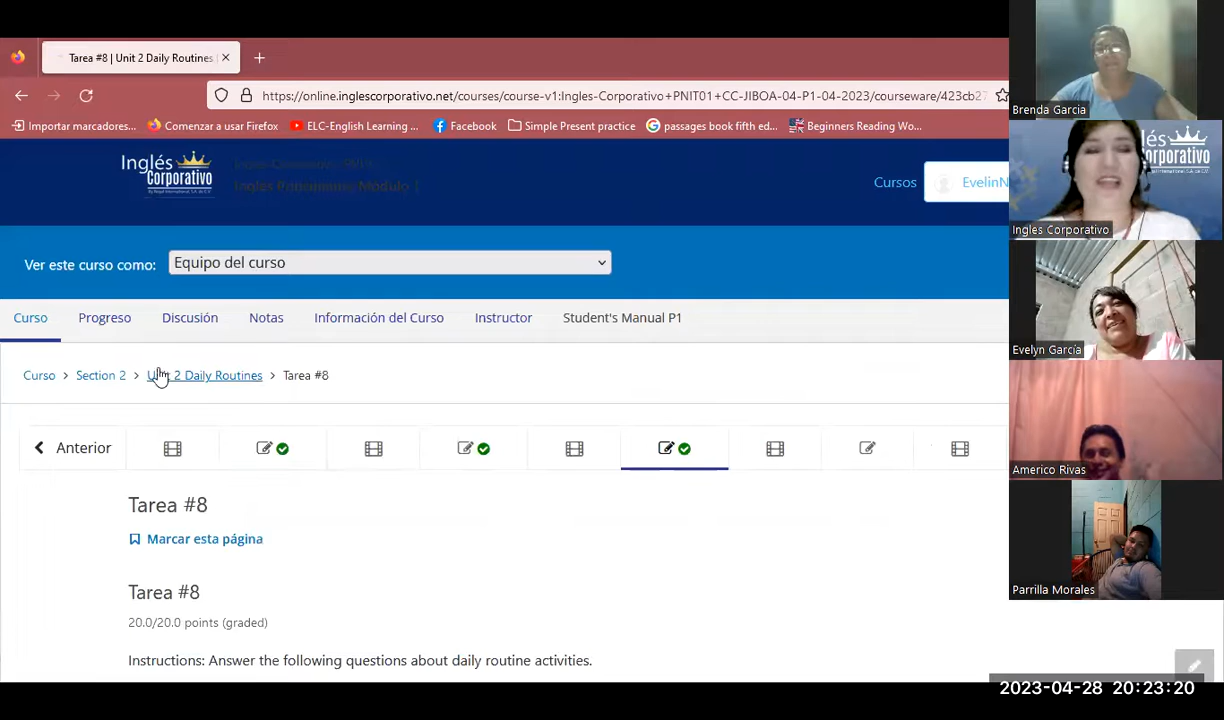 Tarea #8 | Unit 2 Daily Routines
https://online.inglescorporativo.net/courses/course-v1:Ingles-Corporativo+PNIT01+CC-JIBOA-04-P1-04-2023/courseware/423cb27
Importar marcadores...
Comenzar a usar Firefox
ELC-English Learning ...
Facebook
Simple Present practice
passages book fifth ed...
Beginners Reading Wo...
Inglés
Corporativo
Cursos
EvelinN
Ver este curso como:
Equipo del curso
Curso
Progreso
Discusión
Notas
Información del Curso
Instructor
Student's Manual P1
Curso > Section 2 > Unit 2 Daily Routines > Tarea #8
Anterior
Tarea #8
Marcar esta página
Tarea #8
20.0/20.0 points (graded)
Instructions: Answer the following questions about daily routine activities.
Brenda Garcia
glés
orporativo
Ingles Corporativo
Evelyn García
Americo Rivas
Parrilla Morales
2023-04-28 20:23:20